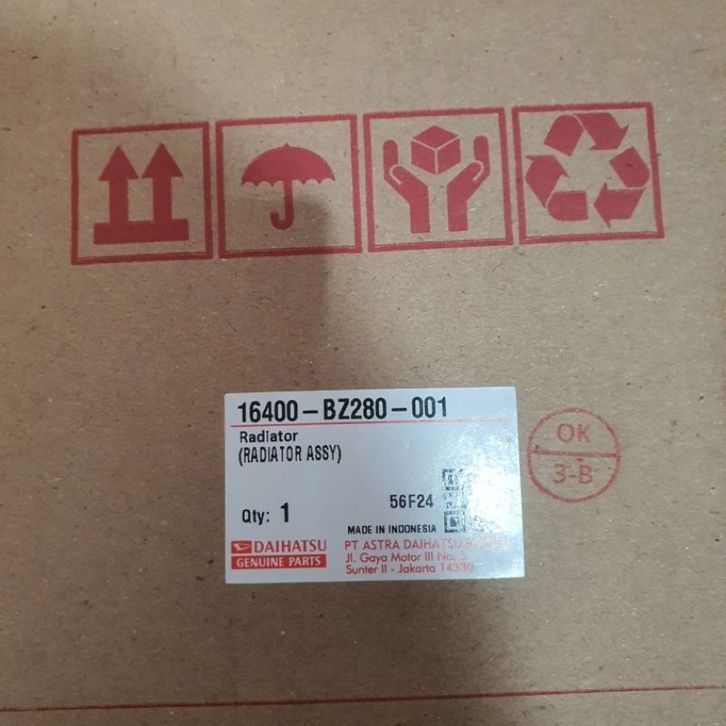 16400-BZ280-001
Radiator
(RADIATOR ASSY)
Qty: 1
56F24
MADE IN INDONESIA
DAIHATSU
GENUINE PARTS
PT ASTRA DAIHATSU
Jl. Gaya Motor III No. 5
Sunter II - Jakarta 14330
OK
3-B